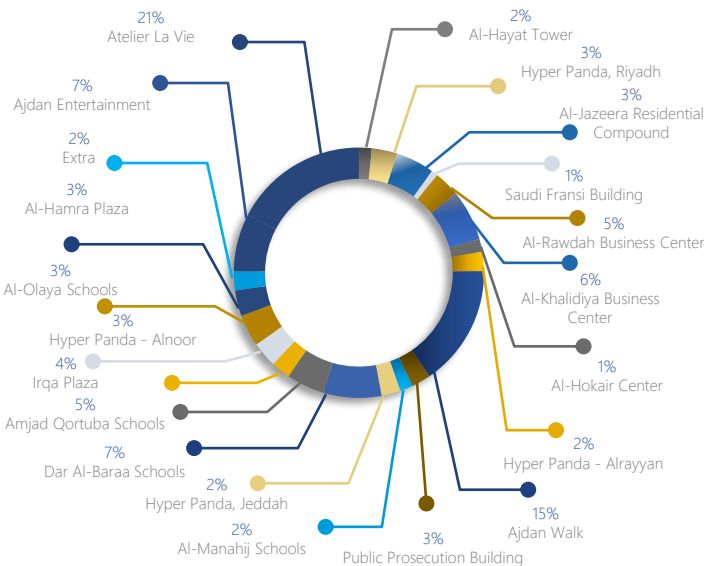 21%
Atelier La Vie
7%
Ajdan Entertainment
2%
Extra
3%
Al-Hamra Plaza
3%
Al-Olaya Schools
3%
Hyper Panda - Alnoor
4%
Irqa Plaza
5%
Amjad Qortuba Schools
7%
Dar Al-Baraa Schools
2%
Hyper Panda, Jeddah
2%
Al-Manahij Schools
3%
Public Prosecution Building
2%
Al-Hayat Tower
3%
Hyper Panda, Riyadh
3%
Al-Jazeera Residential
Compound
1%
Saudi Fransi Building
5%
Al-Rawdah Business Center
6%
Al-Khalidiya Business
Center
1%
Al-Hokair Center
2%
Hyper Panda - Alrayyan
15%
Ajdan Walk